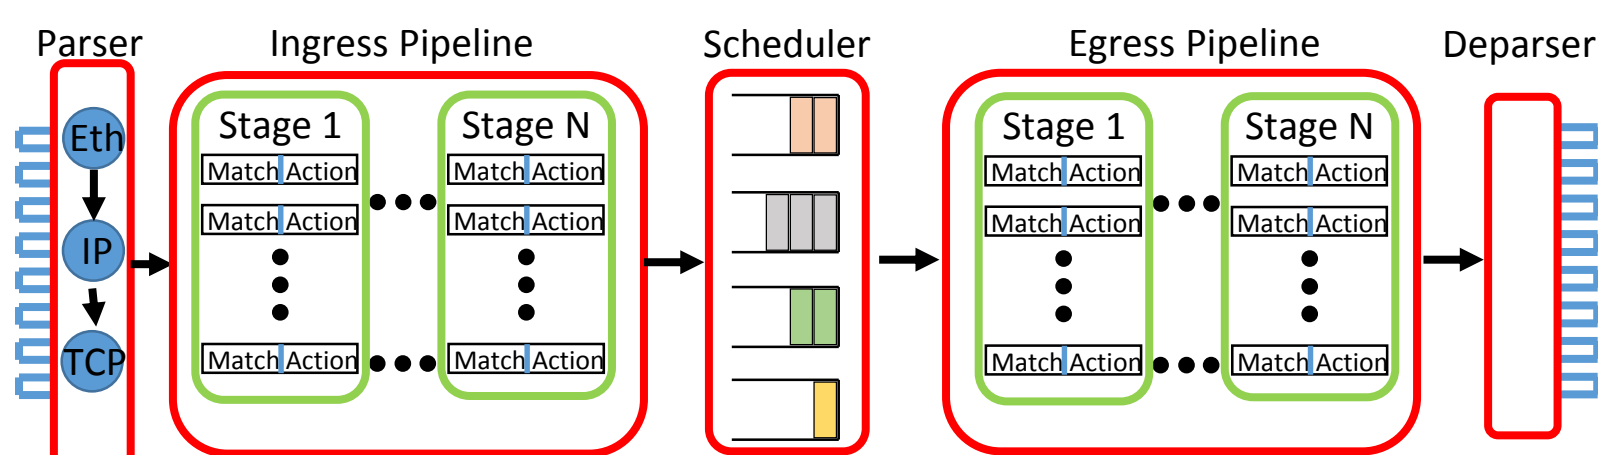 Parser
Ingress Pipeline
Scheduler
Egress Pipeline
Deparser
Eth
IP
TCP
Stage 1
Match Action
Match Action
Match Action
Stage N
Match Action
Match Action
Match Action
Stage 1
Match Action
Match Action
Match Action
Stage N
Match Action
Match Action
Match Action